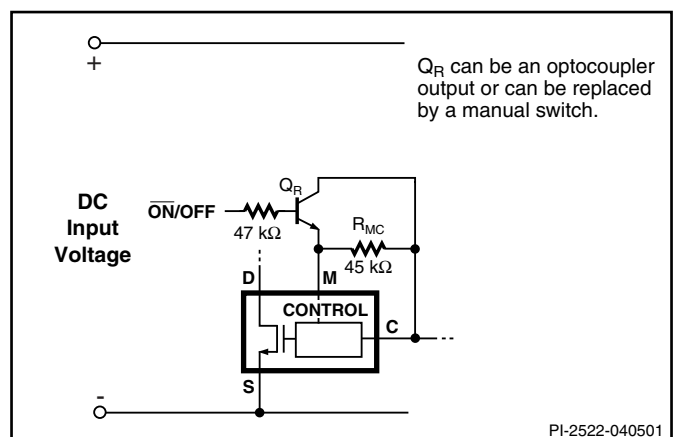 +
Q_R can be an optocoupler
output or can be replaced
by a manual switch.
Q_R
DC
Input
Voltage
O̅N̅/OFF
47 kΩ
R_MC
45 kΩ
D
M
CONTROL
C
S
-
PI-2522-040501